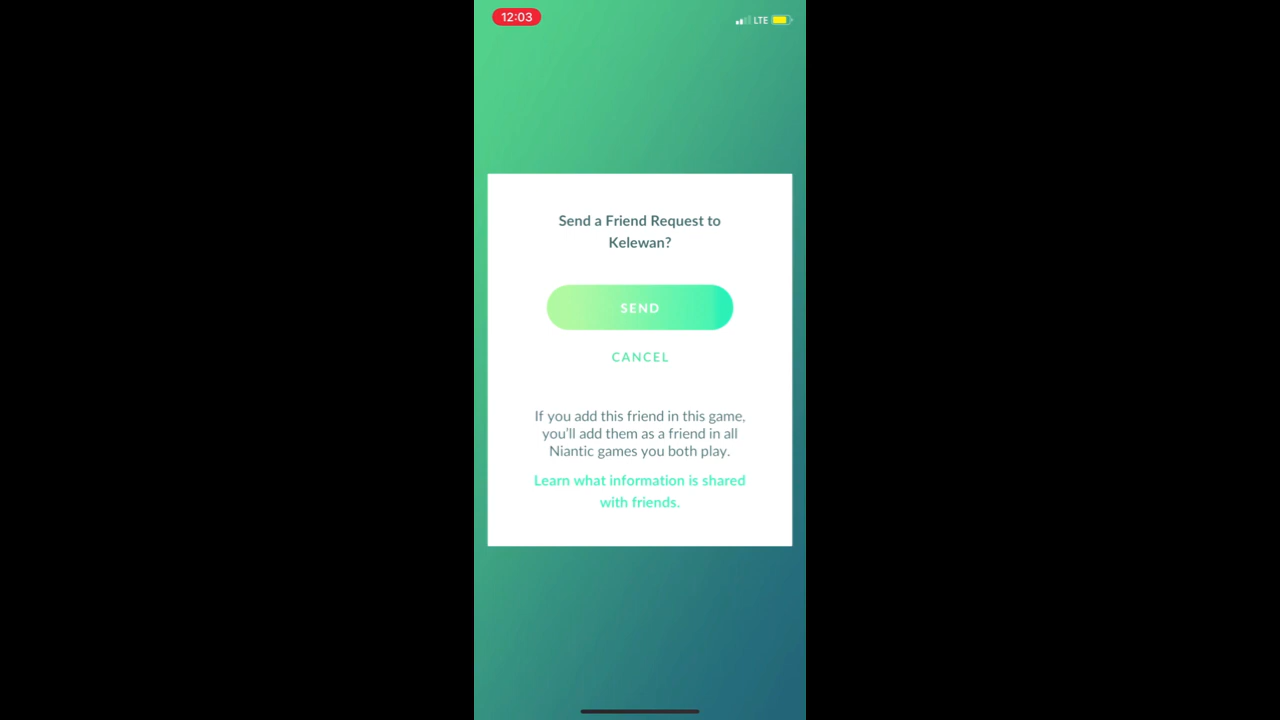 12:03
LTE
Send a Friend Request to
Kelewan?
SEND
CANCEL
If you add this friend in this game,
you'll add them as a friend in all
Niantic games you both play.
Learn what information is shared
with friends.